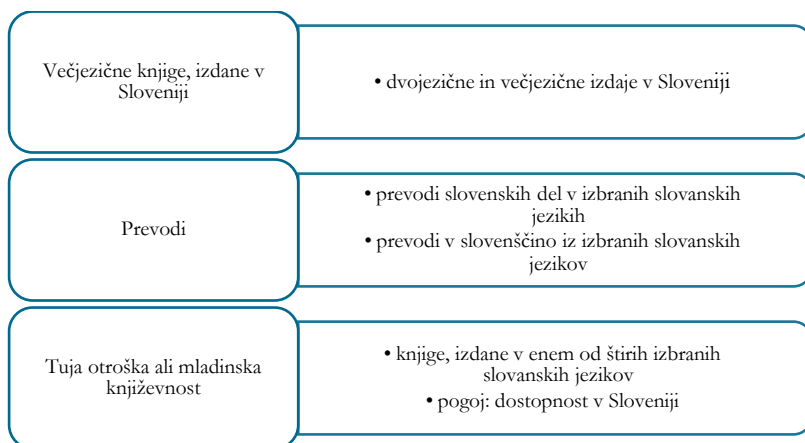 Večjezične knjige, izdane v
Sloveniji
• dvojezične in večjezične izdaje v Sloveniji
Prevodi
• prevodi slovenskih del v izbranih slovanskih
jezikih
• prevodi v slovenščino iz izbranih slovanskih
jezikov
Tuja otroška ali mladinska
književnost
• knjige, izdane v enem od štirih izbranih
slovanskih jezikov
• pogoj: dostopnost v Sloveniji